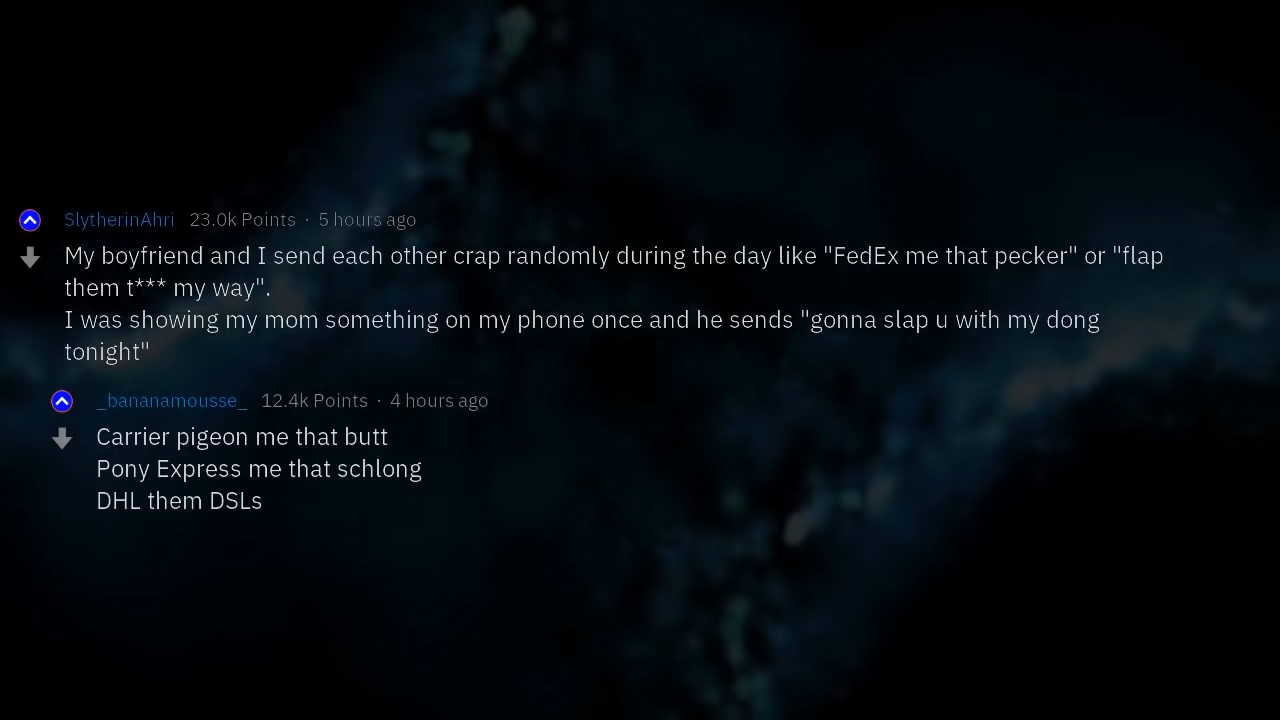 SlytherinAhri 23.0k Points · 5 hours ago
My boyfriend and I send each other crap randomly during the day like "FedEx me that pecker" or "flap
them t*** my way".
I was showing my mom something on my phone once and he sends "gonna slap u with my dong
tonight"
_bananamousse_ 12.4k Points · 4 hours ago
Carrier pigeon me that butt
Pony Express me that schlong
DHL them DSLs